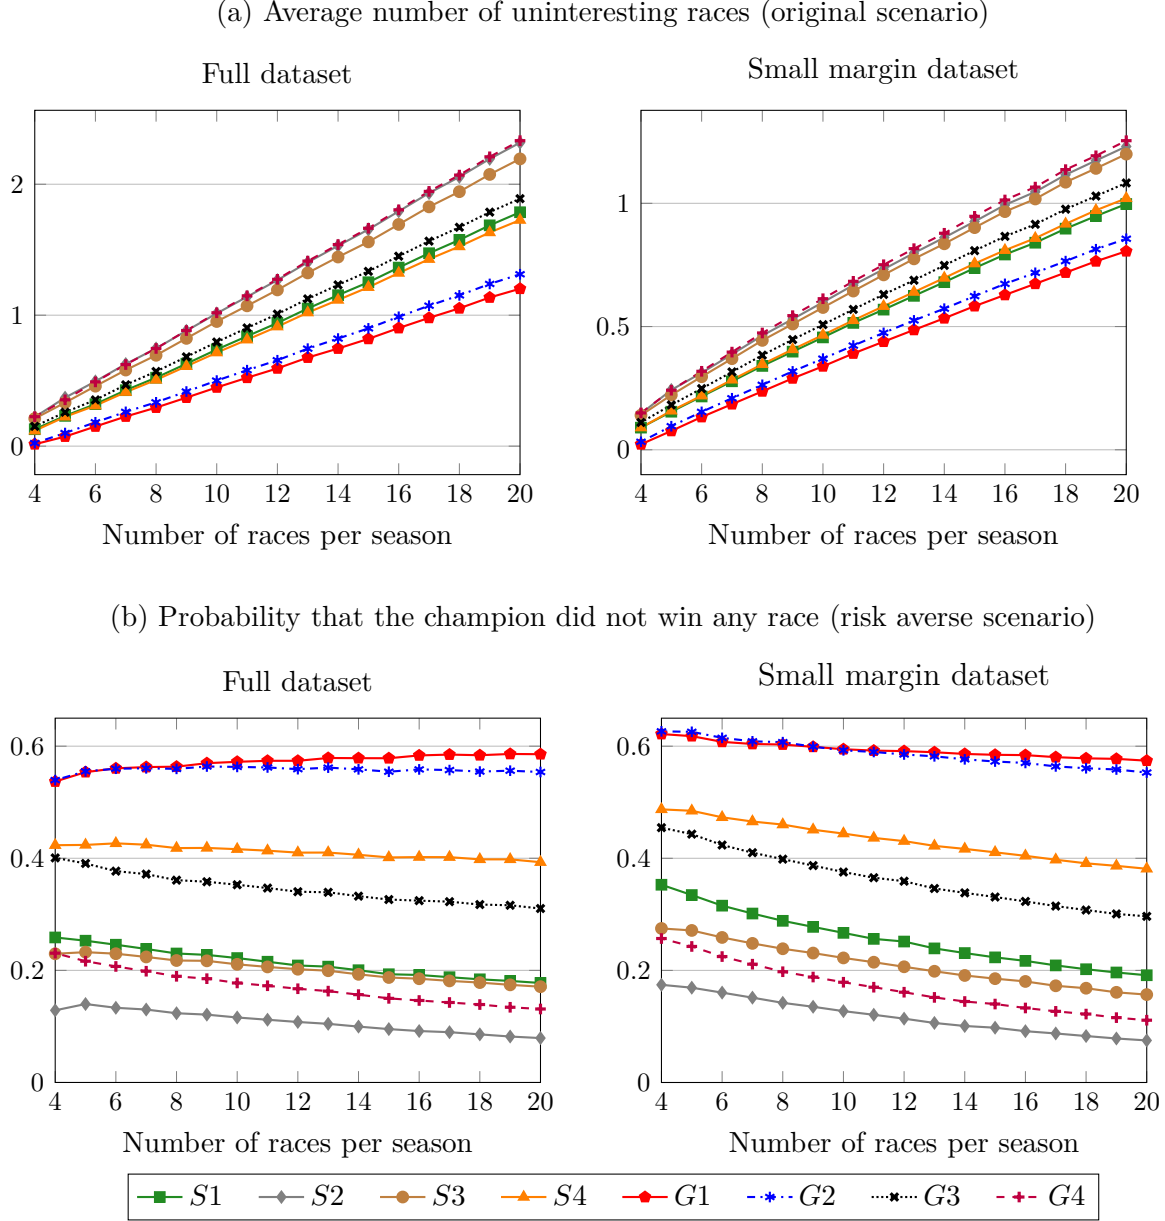 (a) Average number of uninteresting races (original scenario)
Full dataset
2
1
0
4 6 8 10 12 14 16 18 20
Number of races per season
Small margin dataset
1
0.5
0
4 6 8 10 12 14 16 18 20
Number of races per season
(b) Probability that the champion did not win any race (risk averse scenario)
Full dataset
0.6
0.4
0.2
0
4 6 8 10 12 14 16 18 20
Number of races per season
Small margin dataset
0.6
0.4
0.2
0
4 6 8 10 12 14 16 18 20
Number of races per season
S1 S2 S3 S4 G1 G2 G3 G4